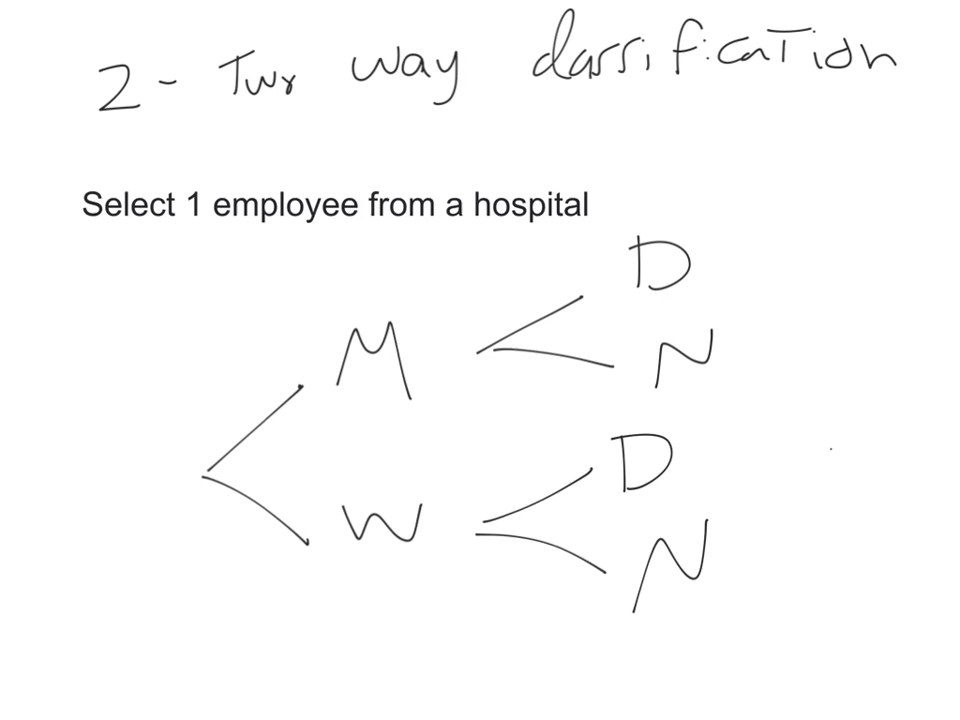 2 - Two way classification
Select 1 employee from a hospital
D
M
N
D
W
N